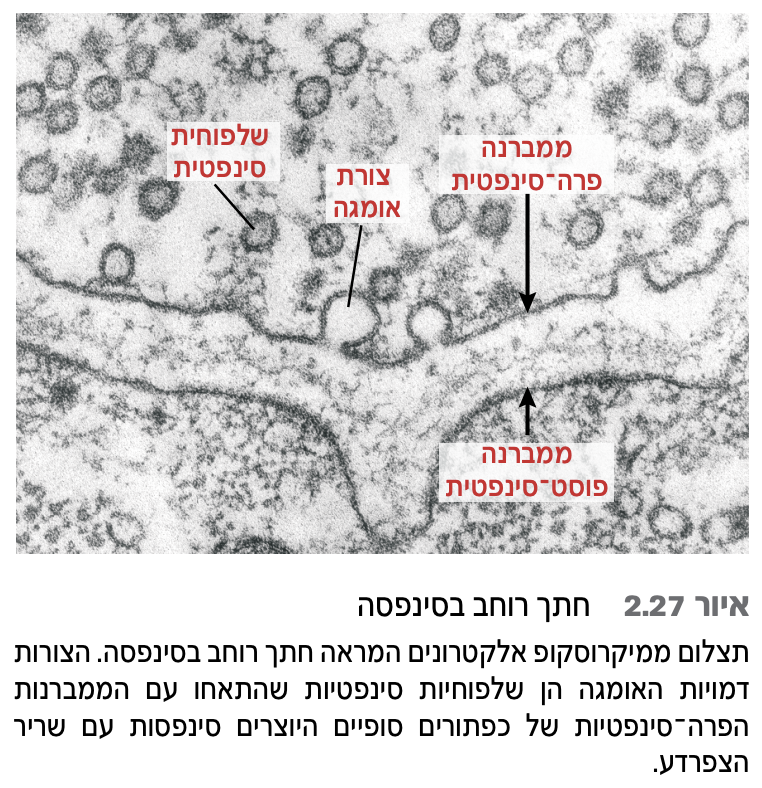 שלפוחית
סינפטית
צורת
אומגה
ממברנה
פרה־סינפטית
ממברנה
פוסט־סינפטית
איור 2.27 חתך רוחב בסינפסה
תצלום ממיקרוסקופ אלקטרונים המראה חתך רוחב בסינפסה. הצורות
דמויות האומגה הן שלפוחיות סינפטיות שהתאחו עם הממברנות
הפרה־סינפטיות של כפתורים סופיים היוצרים סינפסות עם שריר
הצפרדע.